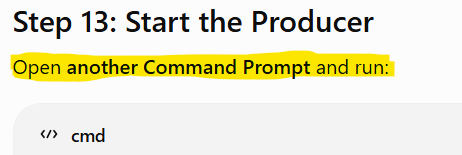 Step 13: Start the Producer
Open another Command Prompt and run:
</> cmd